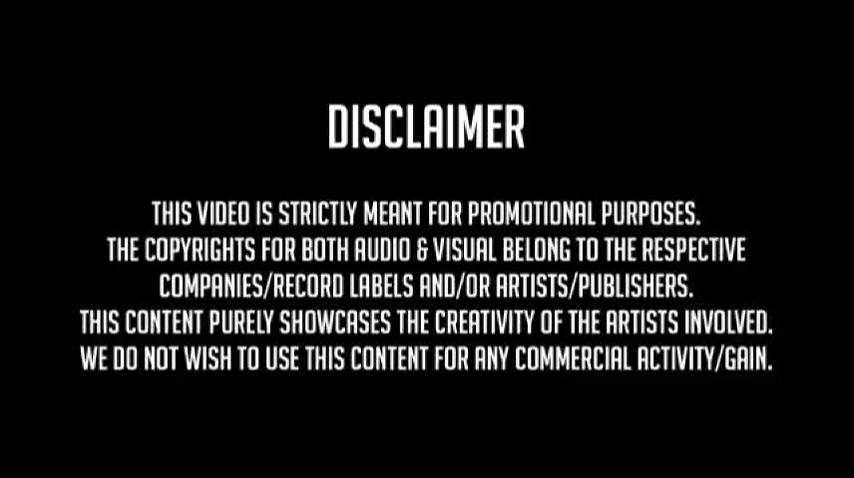 DISCLAIMER
THIS VIDEO IS STRICTLY MEANT FOR PROMOTIONAL PURPOSES.
THE COPYRIGHTS FOR BOTH AUDIO & VISUAL BELONG TO THE RESPECTIVE
COMPANIES/RECORD LABELS AND/OR ARTISTS/PUBLISHERS.
THIS CONTENT PURELY SHOWCASES THE CREATIVITY OF THE ARTISTS INVOLVED.
WE DO NOT WISH TO USE THIS CONTENT FOR ANY COMMERCIAL ACTIVITY/GAIN.